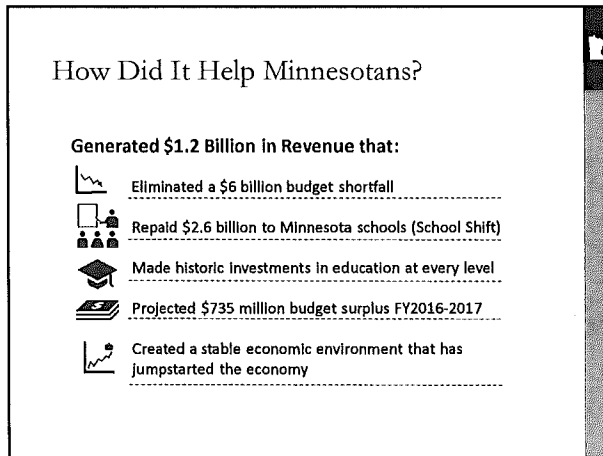 How Did It Help Minnesotans?
Generated $1.2 Billion in Revenue that:
Eliminated a $6 billion budget shortfall
Repaid $2.6 billion to Minnesota schools (School Shift)
Made historic investments in education at every level
Projected $735 million budget surplus FY2016-2017
Created a stable economic environment that has
jumpstarted the economy